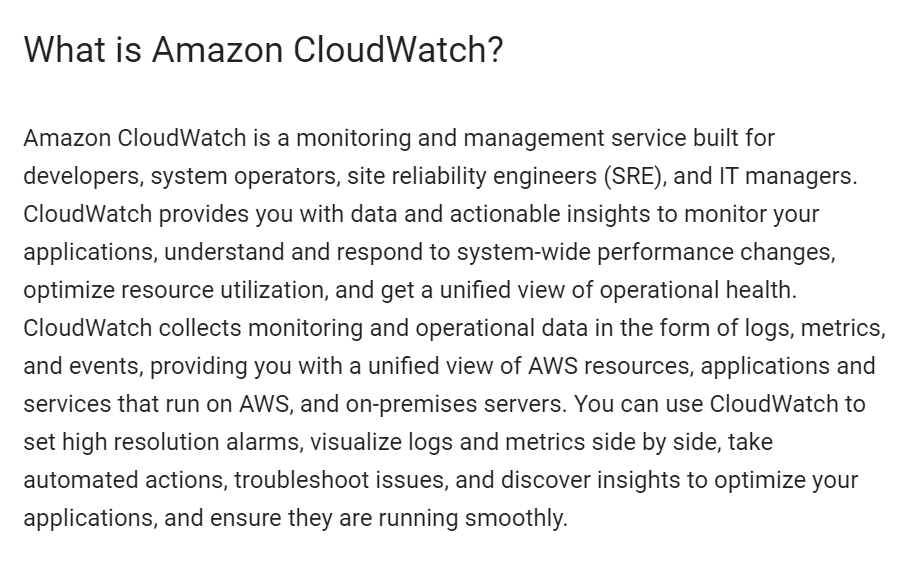 What is Amazon CloudWatch?
Amazon CloudWatch is a monitoring and management service built for
developers, system operators, site reliability engineers (SRE), and IT managers.
CloudWatch provides you with data and actionable insights to monitor your
applications, understand and respond to system-wide performance changes,
optimize resource utilization, and get a unified view of operational health.
CloudWatch collects monitoring and operational data in the form of logs, metrics,
and events, providing you with a unified view of AWS resources, applications and
services that run on AWS, and on-premises servers. You can use CloudWatch to
set high resolution alarms, visualize logs and metrics side by side, take
automated actions, troubleshoot issues, and discover insights to optimize your
applications, and ensure they are running smoothly.